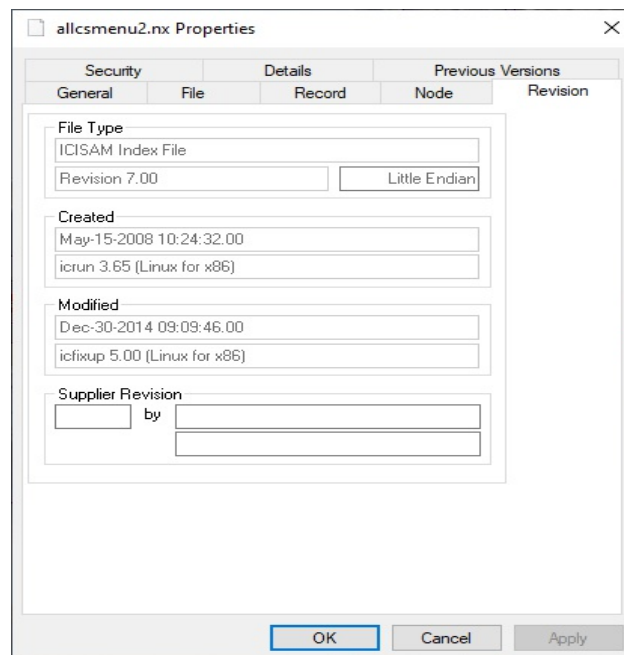 allcsmenu2.nx Properties
Security Details Previous Versions
General File Record Node Revision
File Type
ICISAM Index File
Revision 7.00 Little Endian
Created
May-15-2008 10:24:32.00
icrun 3.65 (Linux for x86)
Modified
Dec-30-2014 09:09:46.00
icfixup 5.00 (Linux for x86)
Supplier Revision
by
OK Cancel Apply